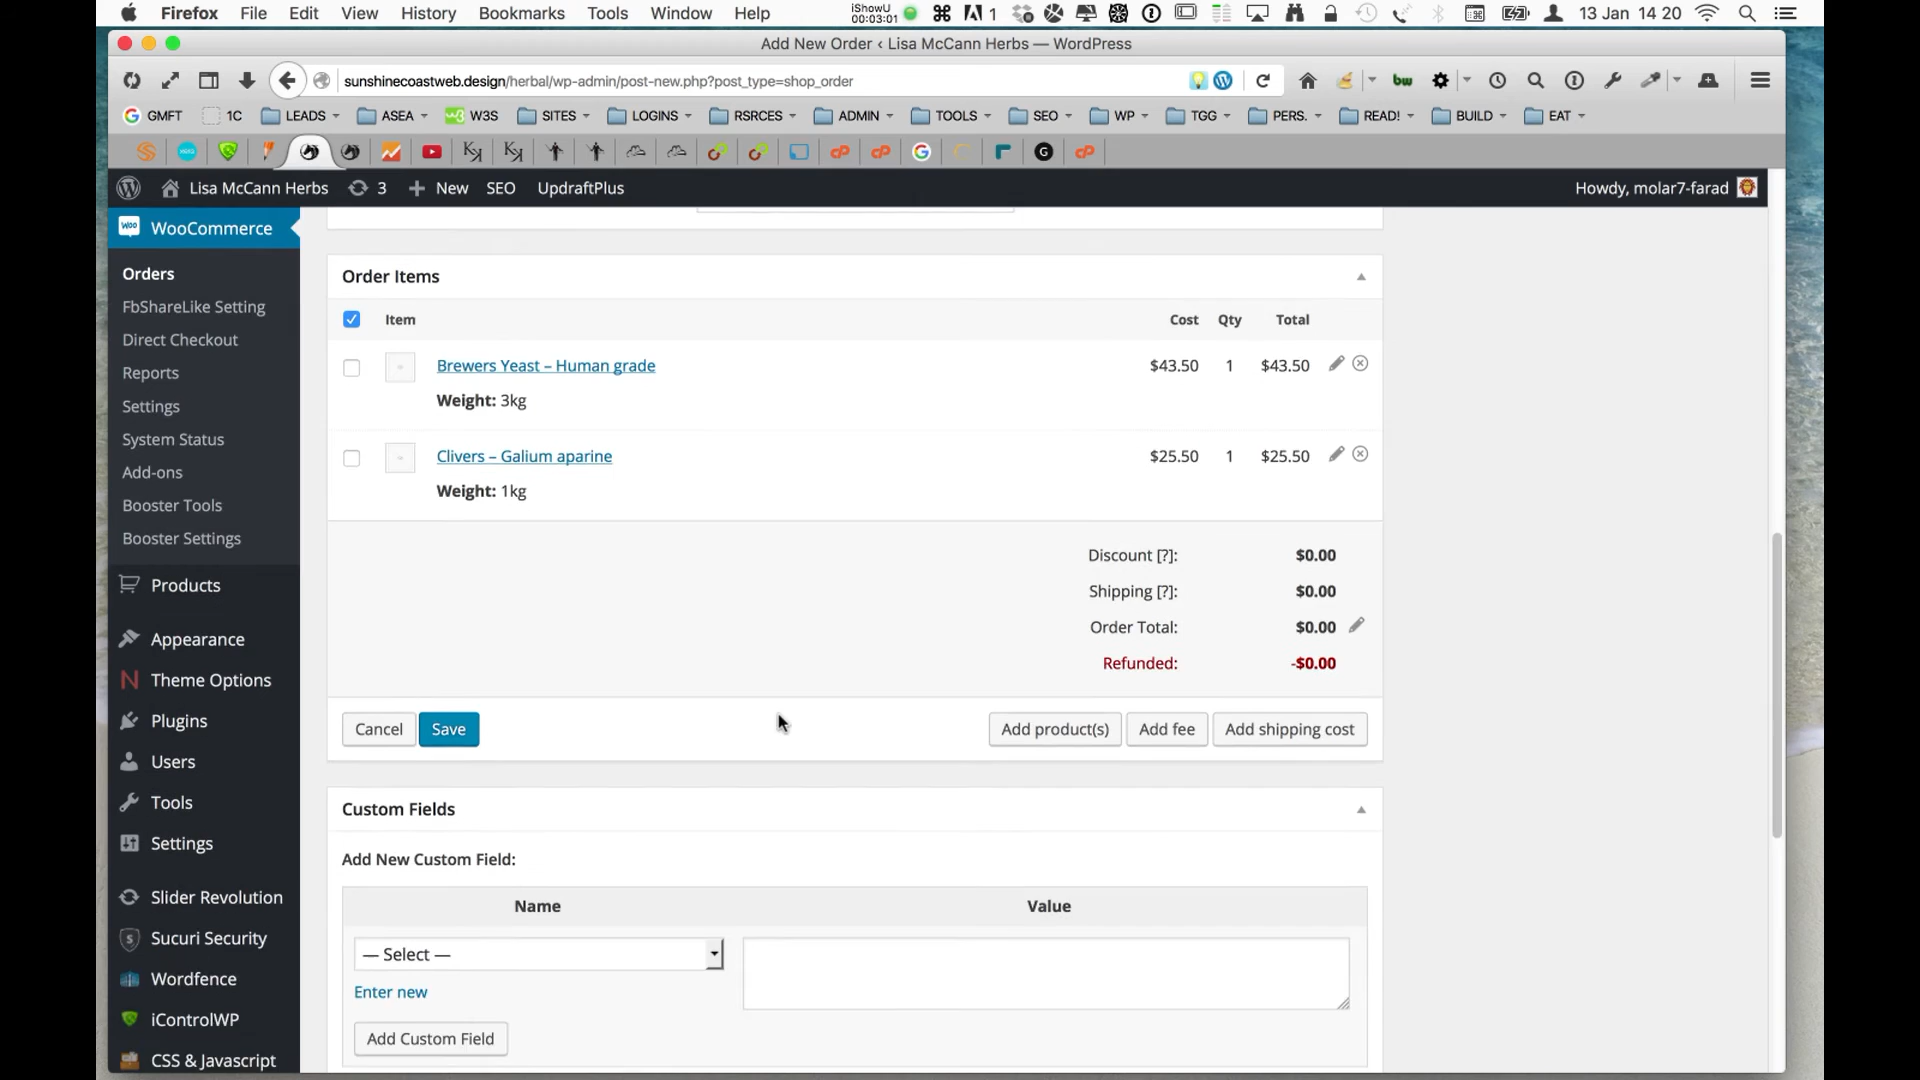 Firefox File Edit View History Bookmarks Tools Window Help iShowU 00:03:01 1 13 Jan 14 20
Add New Order ‹ Lisa McCann Herbs — WordPress
sunshinecoastweb.design/herbal/wp-admin/post-new.php?post_type=shop_order
GMFT 1C LEADS ASEA W3S SITES LOGINS RSRCES ADMIN TOOLS SEO WP TGG PERS. READ! BUILD EAT
Lisa McCann Herbs 3 New SEO UpdraftPlus Howdy, molar7-farad
WooCommerce
Orders
FbShareLike Setting
Direct Checkout
Reports
Settings
System Status
Add-ons
Booster Tools
Booster Settings
Products
Appearance
Theme Options
Plugins
Users
Tools
Settings
Slider Revolution
Sucuri Security
Wordfence
iControlWP
CSS & Javascript
Order Items
Item Cost Qty Total
Brewers Yeast – Human grade $43.50 1 $43.50
Weight: 3kg
Clivers – Galium aparine $25.50 1 $25.50
Weight: 1kg
Discount [?]: $0.00
Shipping [?]: $0.00
Order Total: $0.00
Refunded: -$0.00
Cancel Save Add product(s) Add fee Add shipping cost
Custom Fields
Add New Custom Field:
Name Value
— Select —
Enter new
Add Custom Field